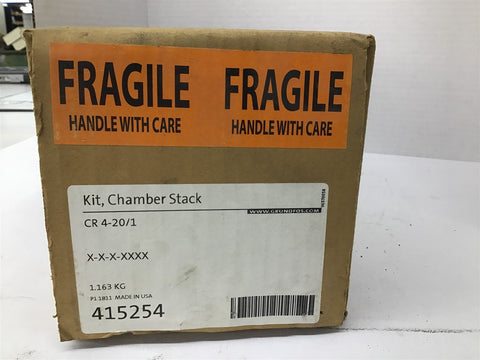 FRAGILE
HANDLE WITH CARE
FRAGILE
HANDLE WITH CARE
Kit, Chamber Stack
WWW.GRUNDFOS.COM
CR 4-20/1
X-X-X-XXXX
1.163 KG
P1 1811 MADE IN USA
415254